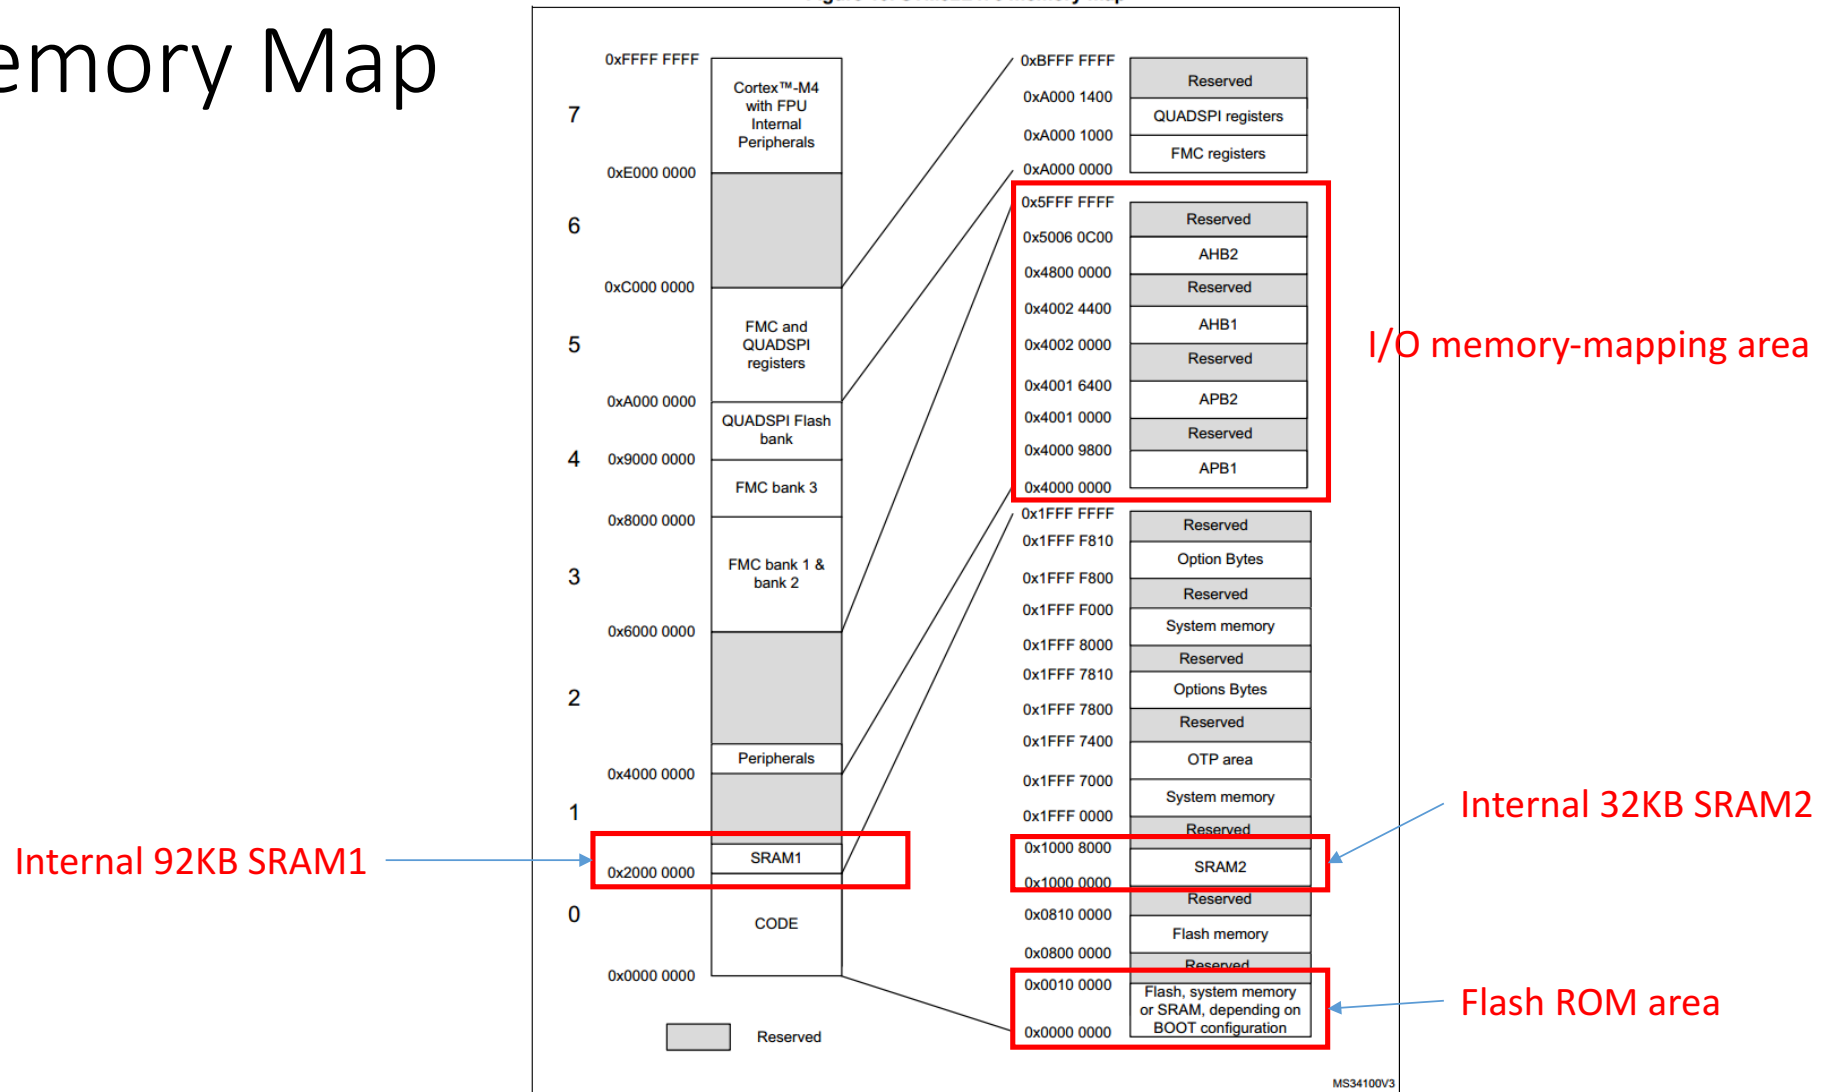 emory Map
0xFFFF FFFF
7
Cortex™-M4
with FPU
Internal
Peripherals
0xE000 0000
6
0xC000 0000
5
FMC and
QUADSPI
registers
0xA000 0000
QUADSPI Flash
bank
4
0x9000 0000
FMC bank 3
0x8000 0000
3
FMC bank 1 &
bank 2
0x6000 0000
2
Peripherals
0x4000 0000
1
SRAM1
0x2000 0000
Internal 92KB SRAM1
0
CODE
0x0000 0000
Reserved
0xBFFF FFFF
Reserved
0xA000 1400
QUADSPI registers
0xA000 1000
FMC registers
0xA000 0000
0x5FFF FFFF
Reserved
0x5006 0C00
AHB2
0x4800 0000
Reserved
0x4002 4400
AHB1
0x4002 0000
Reserved
0x4001 6400
APB2
0x4001 0000
Reserved
0x4000 9800
APB1
0x4000 0000
I/O memory-mapping area
0x1FFF FFFF
Reserved
0x1FFF F810
Option Bytes
0x1FFF F800
Reserved
0x1FFF F000
System memory
0x1FFF 8000
Reserved
0x1FFF 7810
Options Bytes
0x1FFF 7800
Reserved
0x1FFF 7400
OTP area
0x1FFF 7000
System memory
0x1FFF 0000
Reserved
0x1000 8000
SRAM2
0x1000 0000
Internal 32KB SRAM2
Reserved
0x0810 0000
Flash memory
0x0800 0000
Reserved
0x0010 0000
Flash, system memory
or SRAM, depending on
BOOT configuration
0x0000 0000
Flash ROM area
MS34100V3